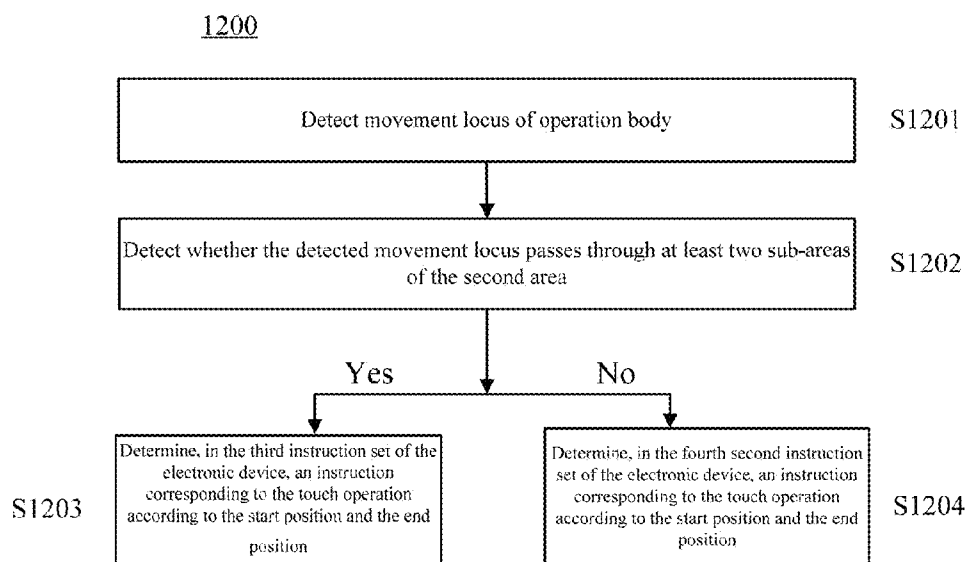 1200
Detect movement locus of operation body
S1201
Detect whether the detected movement locus passes through at least two sub-areas
of the second area
S1202
Yes
No
Determine, in the third instruction set of the
electronic device, an instruction
corresponding to the touch operation
according to the start position and the end
position
S1203
Determine, in the fourth second instruction
set of the electronic device, an instruction
corresponding to the touch operation
according to the start position and the end
position
S1204